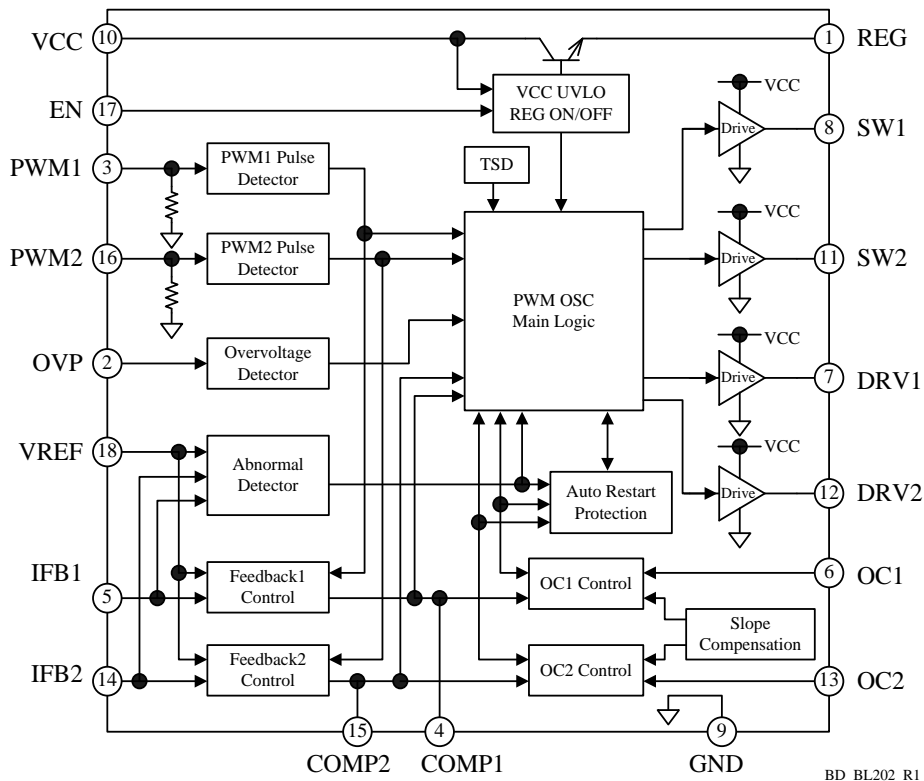 VCC
10
1
REG
EN
17
VCC UVLO
REG ON/OFF
VCC
Drive
8
SW1
PWM1
3
PWM1 Pulse
Detector
TSD
PWM2
16
PWM2 Pulse
Detector
VCC
Drive
11
SW2
PWM OSC
Main Logic
OVP
2
Overvoltage
Detector
VCC
Drive
7
DRV1
VREF
18
Abnormal
Detector
VCC
Drive
12
DRV2
Auto Restart
Protection
IFB1
5
Feedback1
Control
OC1 Control
6
OC1
Slope
Compensation
IFB2
14
Feedback2
Control
OC2 Control
13
OC2
15
4
9
COMP2
COMP1
GND
BD_BL202_R1